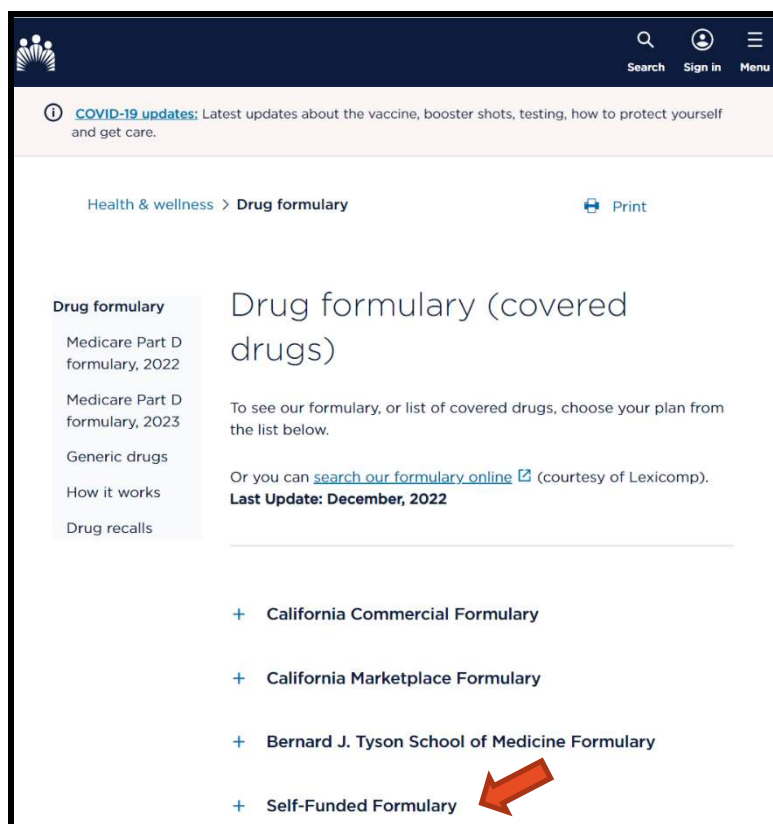 Search Sign in Menu
COVID-19 updates: Latest updates about the vaccine, booster shots, testing, how to protect yourself
and get care.
Health & wellness > Drug formulary
Print
Drug formulary
Medicare Part D
formulary, 2022
Medicare Part D
formulary, 2023
Generic drugs
How it works
Drug recalls
Drug formulary (covered
drugs)
To see our formulary, or list of covered drugs, choose your plan from
the list below.
Or you can search our formulary online (courtesy of Lexicomp).
Last Update: December, 2022
+ California Commercial Formulary
+ California Marketplace Formulary
+ Bernard J. Tyson School of Medicine Formulary
+ Self-Funded Formulary